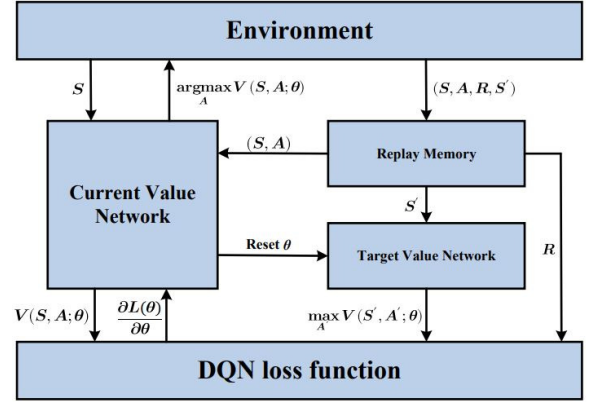 Environment
S
argmax V (S, A; θ)
A
(S, A, R, S′)
(S, A)
Replay Memory
Current Value
Network
S′
Reset θ
Target Value Network
R
V(S, A; θ)
∂L(θ)
∂θ
max V (S′, A′; θ)
A
DQN loss function